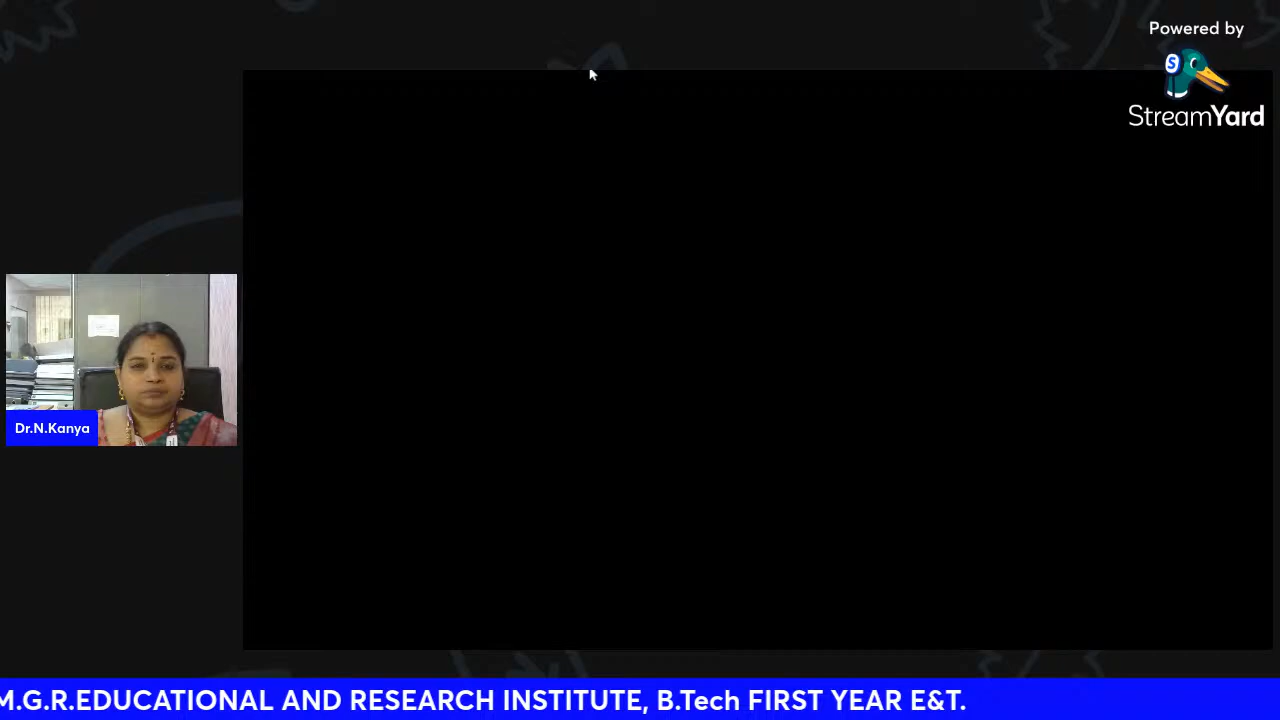 Powered by
S
StreamYard
Dr.N.Kanya
M.G.R.EDUCATIONAL AND RESEARCH INSTITUTE, B.Tech FIRST YEAR E&T.